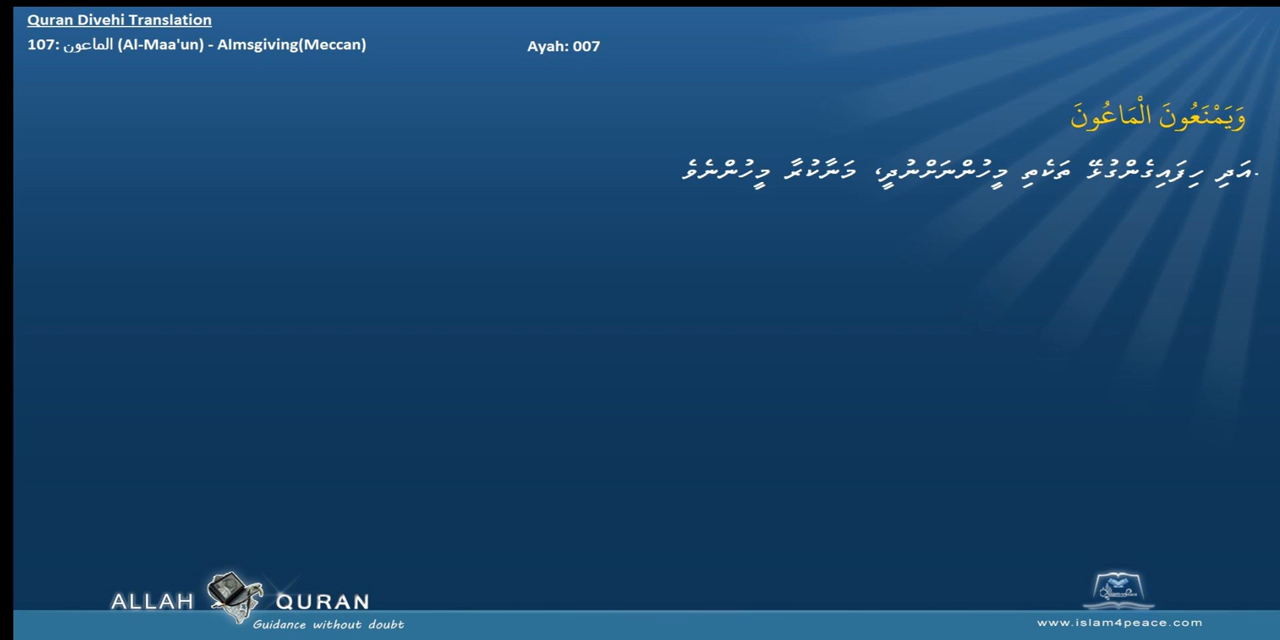 Quran Divehi Translation
107: الماعون (Al-Maa'un) - Almsgiving(Meccan)
Ayah: 007
وَيَمْنَعُونَ الْمَاعُونَ
އަދި ހިފައިގެންގުޅޭ ތަކެތި މީހުންނަށްނުދީ، މަނާކުރާ މީހުންނެވެ.
ALLAH QURAN
Guidance without doubt
www.islam4peace.com